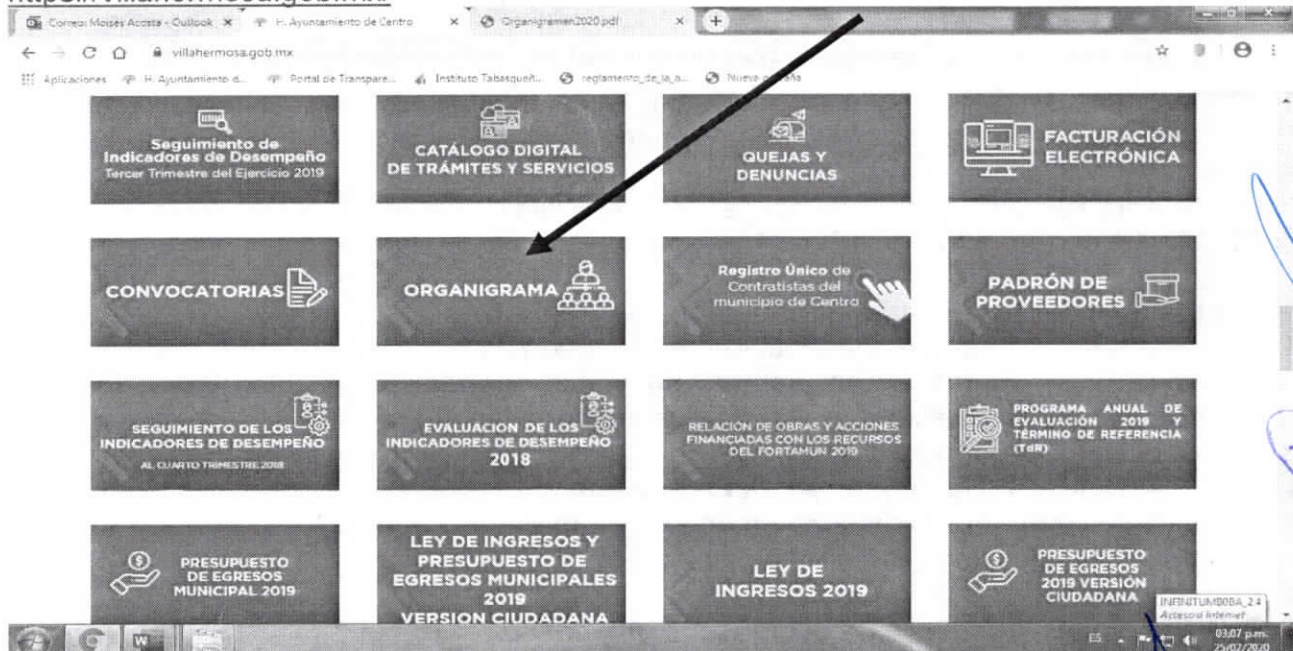 https://villahermosa.gob.mx/
Correo: Moises Acosta - Outlook
H. Ayuntamiento de Centro
Organigramen2020.pdf
villahermosa.gob.mx
Aplicaciones
H. Ayuntamiento d...
Portal de Transpare...
Instituto Tabasqueñ...
reglamento_de_la_a...
Nueva pestaña
Seguimiento de
Indicadores de Desempeño
Tercer Trimestre del Ejercicio 2019
CATÁLOGO DIGITAL
DE TRÁMITES Y SERVICIOS
QUEJAS Y
DENUNCIAS
FACTURACIÓN
ELECTRÓNICA
CONVOCATORIAS
ORGANIGRAMA
Registro Único de
Contratistas del
municipio de Centro
PADRÓN DE
PROVEEDORES
SEGUIMIENTO DE LOS
INDICADORES DE DESEMPEÑO
AL CUARTO TRIMESTRE 2018
EVALUACIÓN DE LOS
INDICADORES DE DESEMPEÑO
2018
RELACIÓN DE OBRAS Y ACCIONES
FINANCIADAS CON LOS RECURSOS
DEL FORTAMUN 2019
PROGRAMA ANUAL DE
EVALUACIÓN 2019 Y
TÉRMINO DE REFERENCIA
(TdR)
PRESUPUESTO
DE EGRESOS
MUNICIPAL 2019
LEY DE INGRESOS Y
PRESUPUESTO DE
EGRESOS MUNICIPALES
2019
VERSION CIUDADANA
LEY DE
INGRESOS 2019
PRESUPUESTO
DE EGRESOS
2019 VERSIÓN
CIUDADANA
Acceso a Internet
ES
03:07 p.m.
25/02/2020